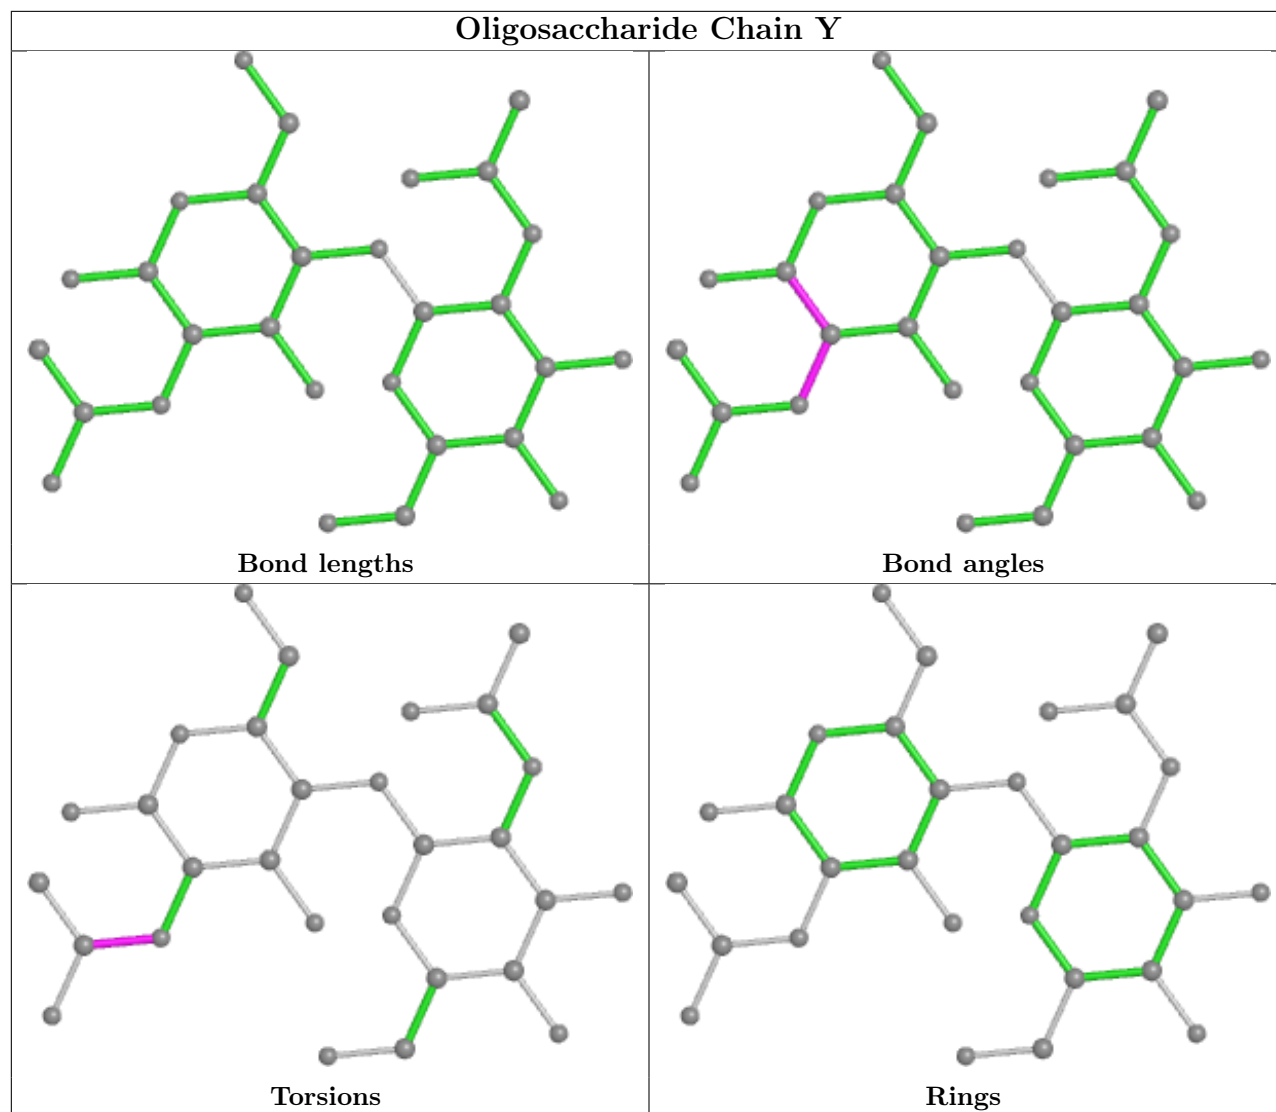 Oligosaccharide Chain Y
Bond lengths
Bond angles
Torsions
Rings